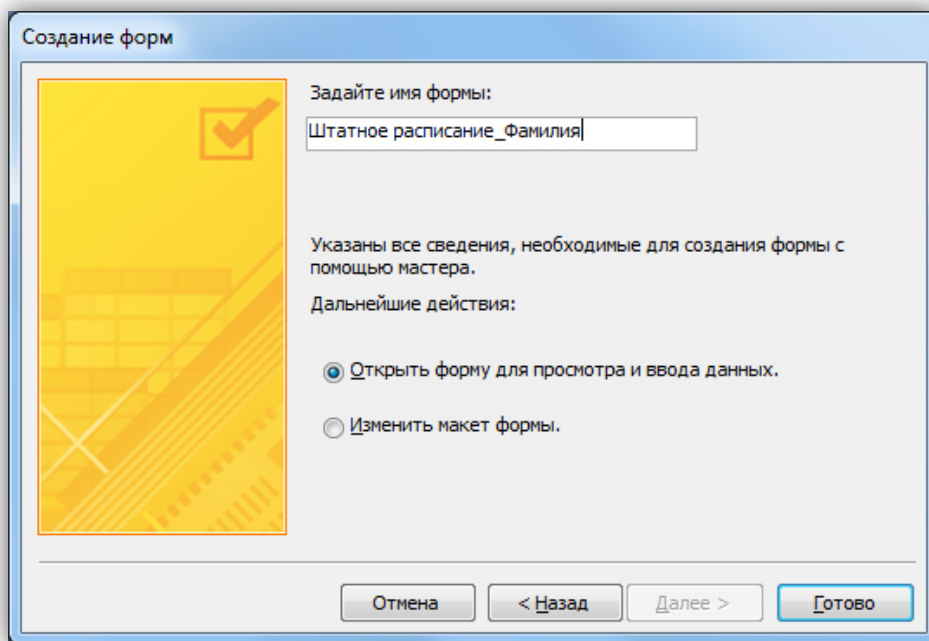 Создание форм
Задайте имя формы:
Штатное расписание_Фамилия
Указаны все сведения, необходимые для создания формы с
помощью мастера.
Дальнейшие действия:
Открыть форму для просмотра и ввода данных.
Изменить макет формы.
Отмена
< Назад
Далее >
Готово